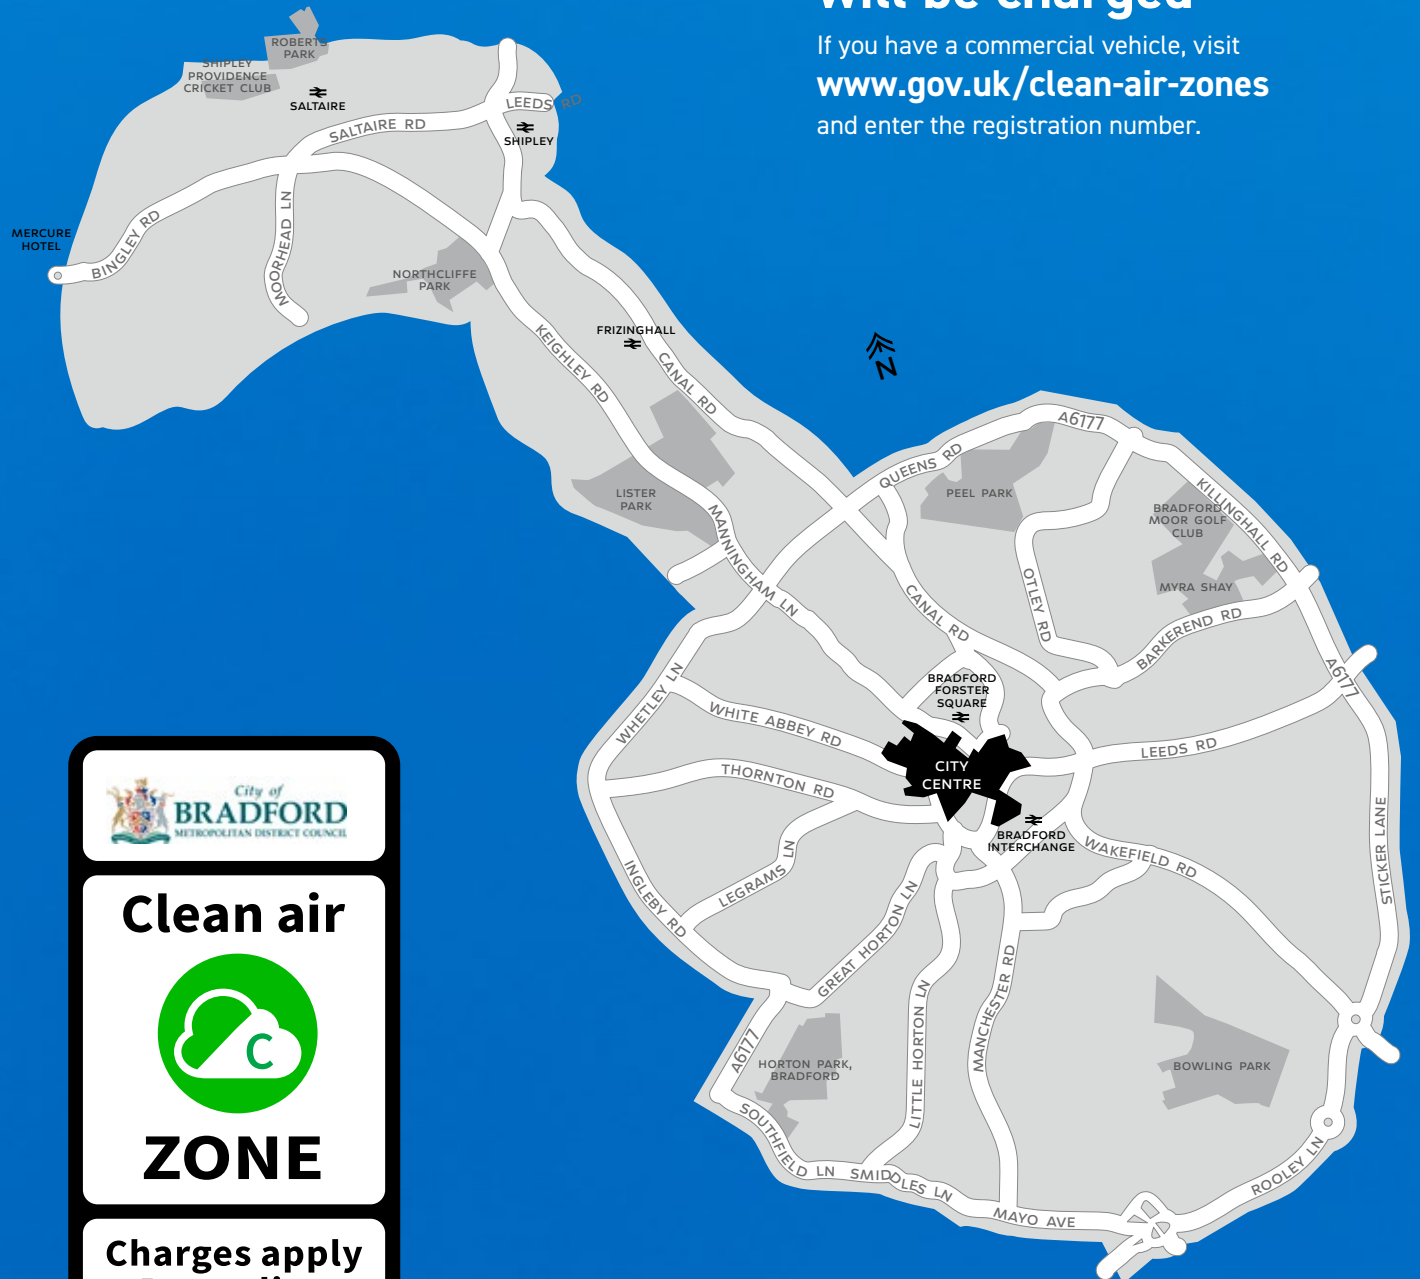 will be charged
If you have a commercial vehicle, visit
www.gov.uk/clean-air-zones
and enter the registration number.
ROBERTS
PARK
SHIPLEY
PROVIDENCE
CRICKET CLUB
SALTAIRE
LEEDS RD
SALTAIRE RD
SHIPLEY
MERCURE
HOTEL
BINGLEY RD
MOORHEAD LN
NORTHCLIFFE
PARK
FRIZINGHALL
KEIGHLEY RD
CANAL RD
N
A6177
QUEENS RD
PEEL PARK
LISTER
PARK
KILLINGHALL RD
BRADFORD
MOOR GOLF
CLUB
MYRA SHAY
MANNINGHAM LN
CANAL RD
OTLEY RD
BARKEREND RD
A6177
WHETLEY LN
BRADFORD
FORSTER
SQUARE
WHITE ABBEY RD
LEEDS RD
CITY
CENTRE
THORNTON RD
BRADFORD
INTERCHANGE
WAKEFIELD RD
STICKER LANE
LEGRAMS LN
INGLEBY RD
GREAT HORTON LN
LITTLE HORTON LN
MANCHESTER RD
A6177
HORTON PARK,
BRADFORD
BOWLING PARK
SOUTHFIELD LN
SMIDDLES LN
MAYO AVE
ROOLEY LN
City of
BRADFORD
METROPOLITAN DISTRICT COUNCIL
Clean air
C
ZONE
Charges apply